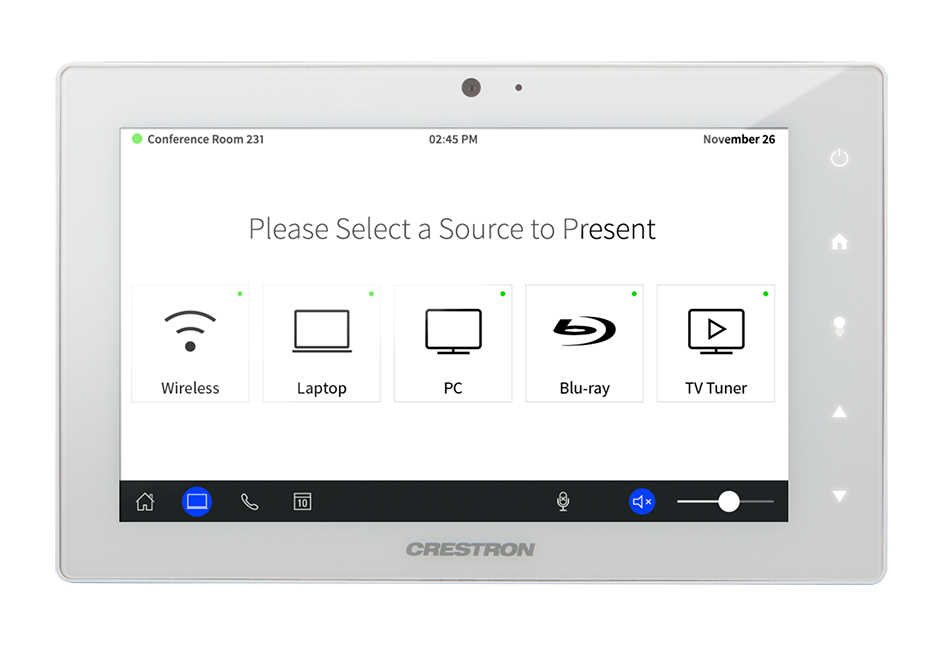 Conference Room 231
02:45 PM
November 26
Please Select a Source to Present
Wireless
Laptop
PC
Blu-ray
TV Tuner
10
CRESTRON